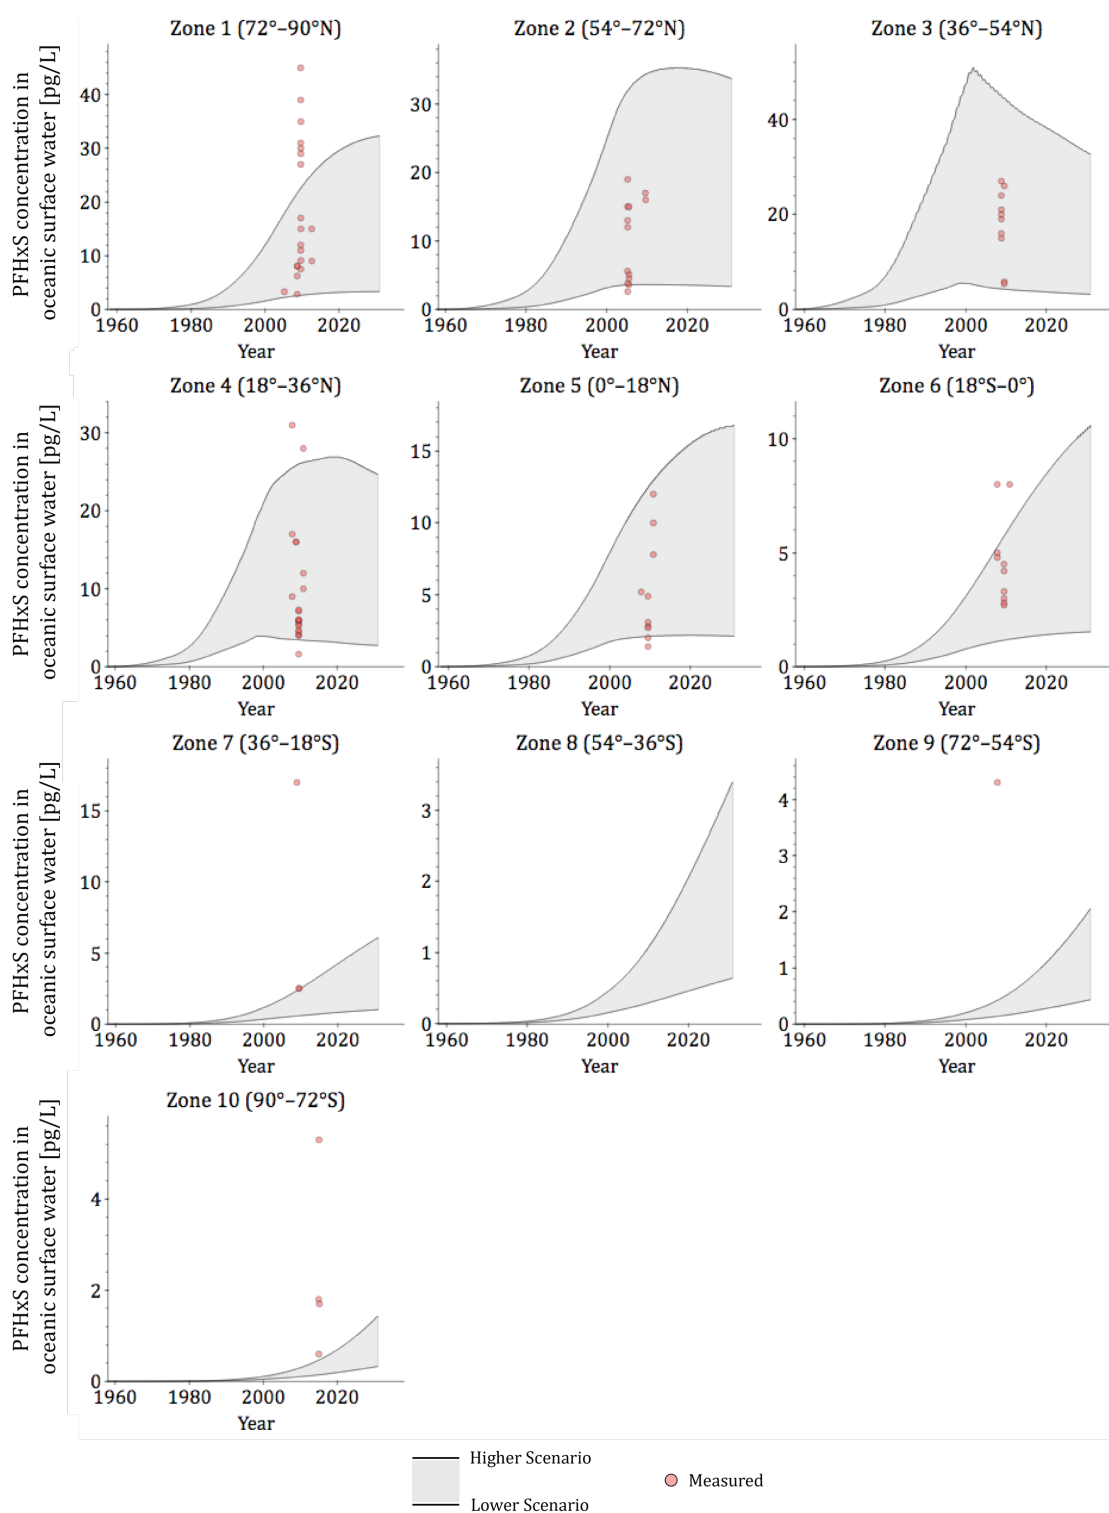 Zone 1 (72°–90°N)
Zone 2 (54°–72°N)
Zone 3 (36°–54°N)
PFHxS concentration in
oceanic surface water [pg/L]
40
30
20
10
0
1960 1980 2000 2020
Year
30
20
10
0
1960 1980 2000 2020
Year
40
20
0
1960 1980 2000 2020
Year
Zone 4 (18°–36°N)
Zone 5 (0°–18°N)
Zone 6 (18°S–0°)
PFHxS concentration in
oceanic surface water [pg/L]
30
20
10
0
1960 1980 2000 2020
Year
15
10
5
0
1960 1980 2000 2020
Year
10
5
0
1960 1980 2000 2020
Year
Zone 7 (36°–18°S)
Zone 8 (54°–36°S)
Zone 9 (72°–54°S)
PFHxS concentration in
oceanic surface water [pg/L]
15
10
5
0
1960 1980 2000 2020
Year
3
2
1
0
1960 1980 2000 2020
Year
4
3
2
1
0
1960 1980 2000 2020
Year
Zone 10 (90°–72°S)
PFHxS concentration in
oceanic surface water [pg/L]
4
2
0
1960 1980 2000 2020
Year
Higher Scenario
Measured
Lower Scenario